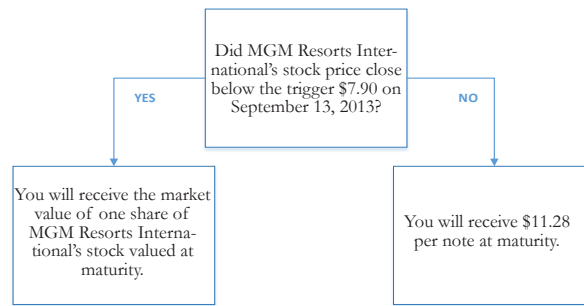 Did MGM Resorts Inter-
national's stock price close
below the trigger $7.90 on
September 13, 2013?
YES
NO
You will receive the market
value of one share of
MGM Resorts Interna-
tional's stock valued at
maturity.
You will receive $11.28
per note at maturity.